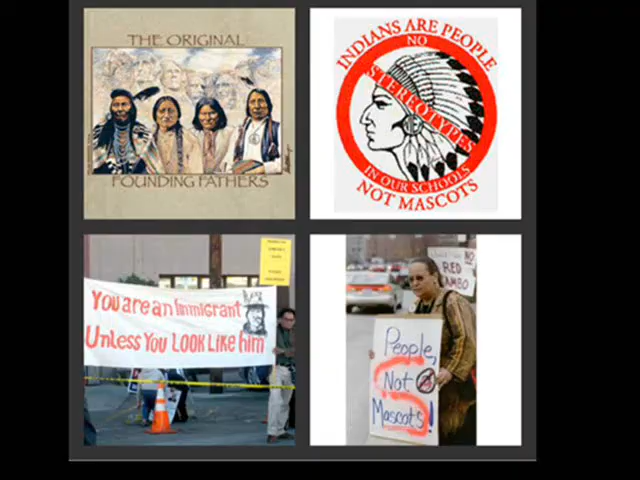 THE ORIGINAL
FOUNDING FATHERS
INDIANS ARE PEOPLE
NO
STEREOTYPES
IN OUR SCHOOLS
NOT MASCOTS
You are an Immigrant
Unless You LOOK LIKE him
NO
RED
People,
Not
Mascots!